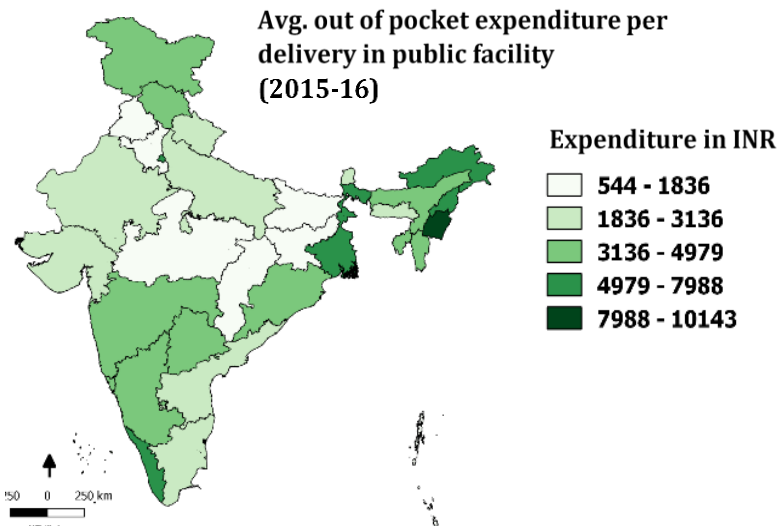 Avg. out of pocket expenditure per
delivery in public facility
(2015-16)
Expenditure in INR
544 - 1836
1836 - 3136
3136 - 4979
4979 - 7988
7988 - 10143
250 0 250 km